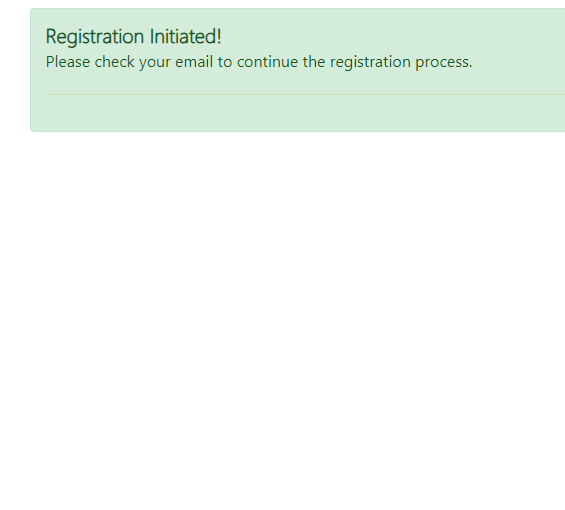 Registration Initiated!
Please check your email to continue the registration process.